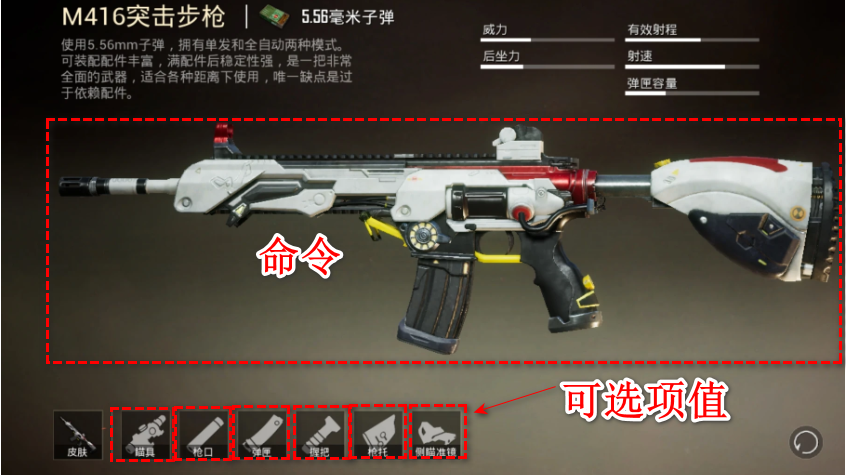 M416突击步枪
5.56毫米子弹
使用5.56mm子弹，拥有单发和全自动两种模式。
可装配配件丰富，满配件后稳定性强，是一把非常
全面的武器，适合各种距离下使用，唯一缺点是过
于依赖配件。
威力
有效射程
后坐力
射速
弹匣容量
命令
可选项值
皮肤
瞄具
枪口
弹匣
握把
枪托
侧瞄准镜